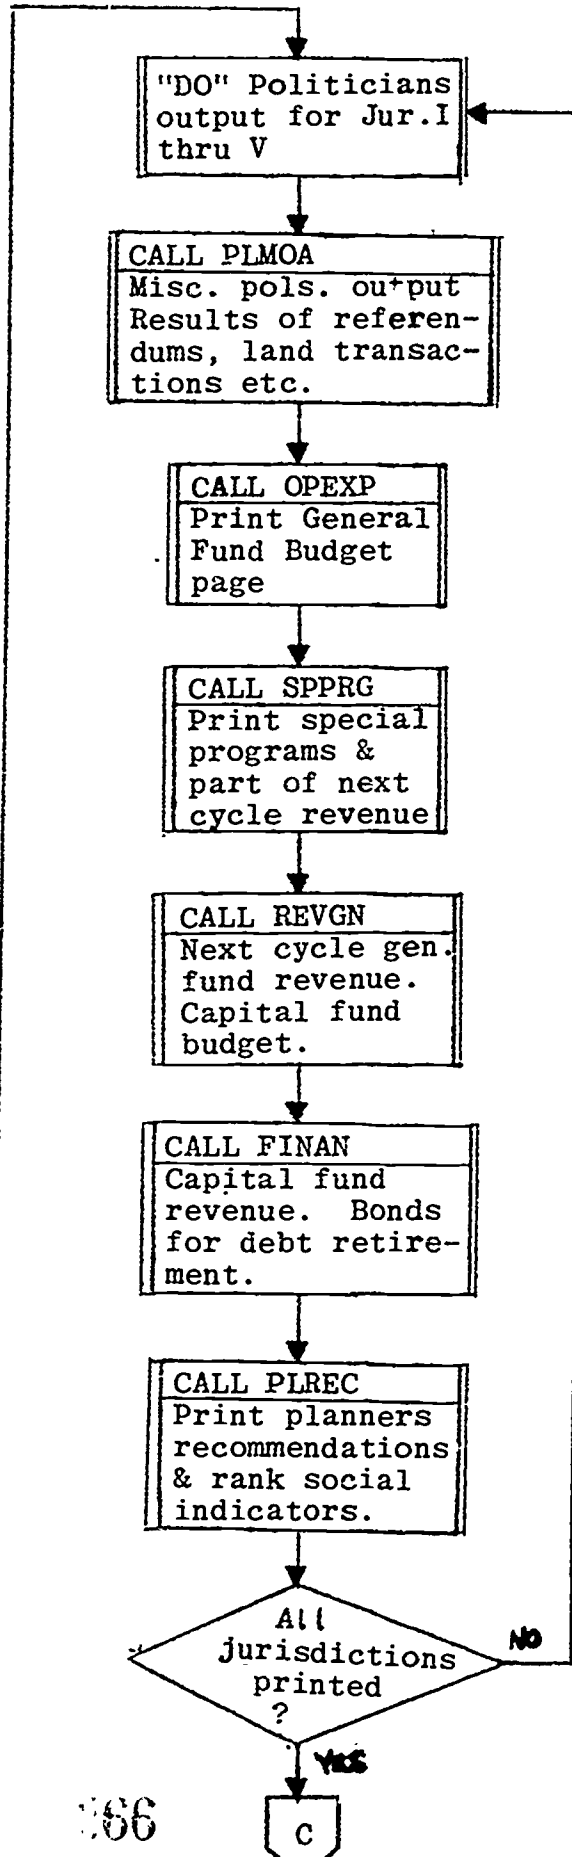 "DO" Politicians
output for Jur.I
thru V
CALL PLMOA
Misc. pols. output
Results of referen-
dums, land transac-
tions etc.
CALL OPEXP
Print General
Fund Budget
page
CALL SPPRG
Print special
programs &
part of next
cycle revenue
CALL REVGN
Next cycle gen.
fund revenue.
Capital fund
budget.
CALL FINAN
Capital fund
revenue. Bonds
for debt retire-
ment.
CALL PLREC
Print planners
recommendations
& rank social
indicators.
All
jurisdictions
printed
?
NO
YES
66
C